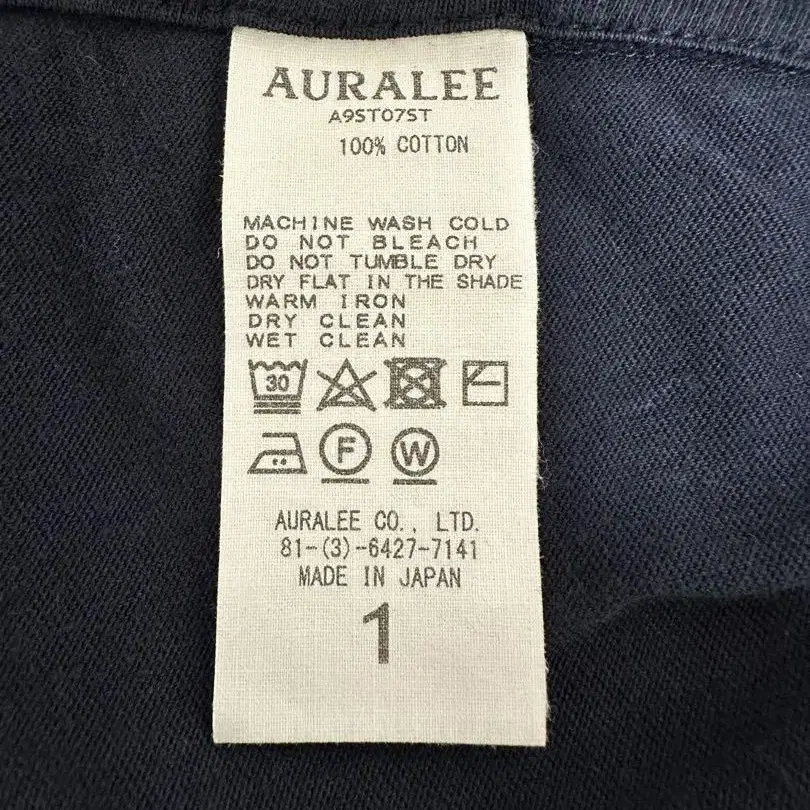 AURALEE
A9ST07ST
100% COTTON
MACHINE WASH COLD
DO NOT BLEACH
DO NOT TUMBLE DRY
DRY FLAT IN THE SHADE
WARM IRON
DRY CLEAN
WET CLEAN
30
F W
AURALEE CO., LTD.
81-(3)-6427-7141
MADE IN JAPAN
1